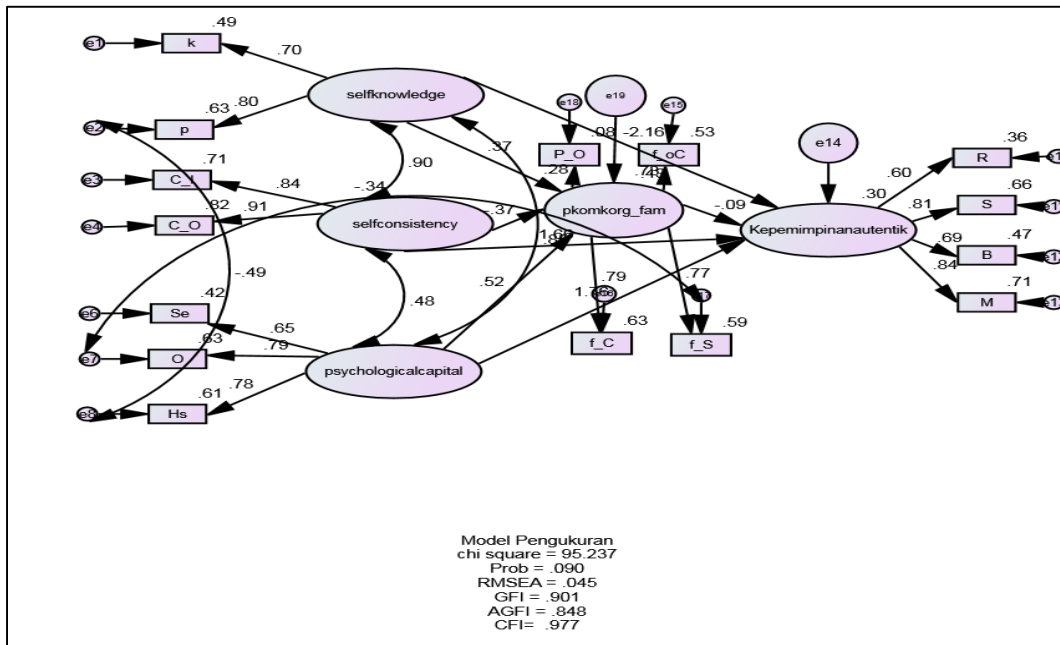 .49
e1
k
.70
selfknowledge
.63
.80
e2
p
.71
e3
C_I
.84
.82
e4
C_O
.91
.90
-.34
selfconsistency
-.37
-.49
.42
e6
Se
.65
.63
e7
O
.79
.61
e8
Hs
.78
.48
.52
psychologicalcapital
e18
e19
e15
P_O
.08
-2.16
f_oC
.53
.37
.28
pkomkorg_fam
-.09
.79
.77
f_C
.63
f_S
.59
e14
.30
Kepemimpinanautentik
.36
R
.60
.66
S
.81
.47
B
.69
.71
M
.84
Model Pengukuran
chi square = 95.237
Prob = .090
RMSEA = .045
GFI = .901
AGFI = .848
CFI= .977